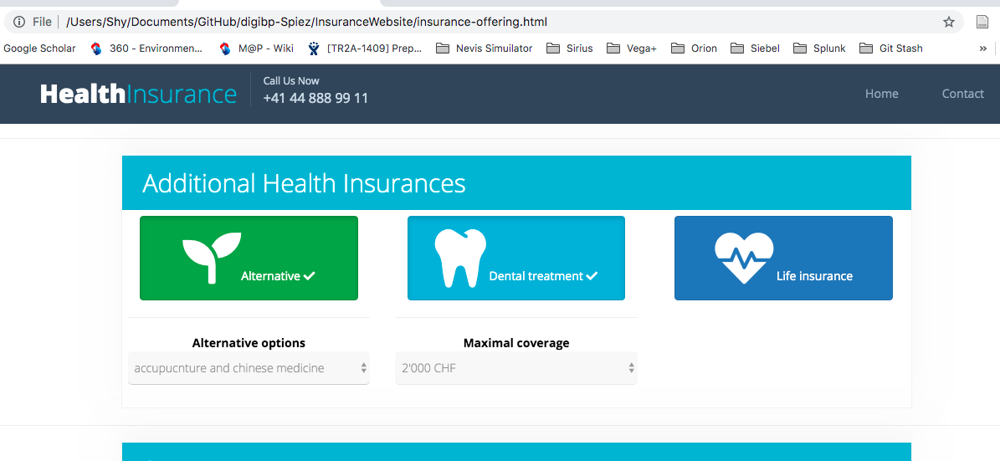 File | /Users/Shy/Documents/GitHub/digibp-Spiez/InsuranceWebsite/insurance-offering.html
Google Scholar 360 - Environmen... M@P - Wiki [TR2A-1409] Prep... Nevis Simuilator Sirius Vega+ Orion Siebel Splunk Git Stash »
HealthInsurance
Call Us Now
+41 44 888 99 11
Home Contact
Additional Health Insurances
Alternative ✓ Dental treatment ✓ Life insurance
Alternative options Maximal coverage
accupucnture and chinese medicine 2'000 CHF